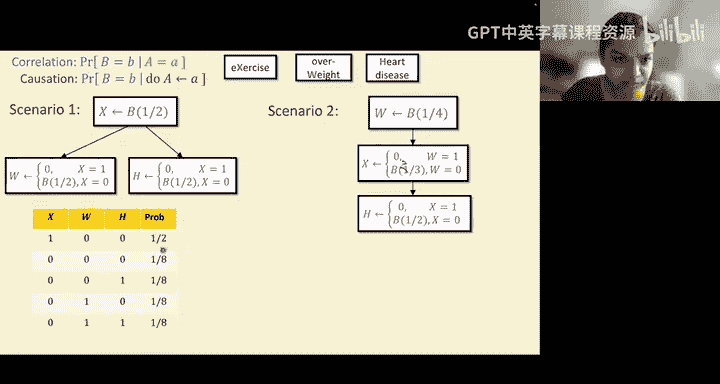 GPT中英字幕课程资源 bilibili
Correlation: Pr[ B = b | A = a ]
Causation: Pr[ B = b | do A ← a ]
eXercise
over-
Weight
Heart
disease
Scenario 1:
X ← B(1/2)
W ← { 0, X = 1
B(1/2), X = 0
H ← { 0, X = 1
B(1/2), X = 0
X W H Prob
1 0 0 1/2
0 0 0 1/8
0 0 1 1/8
0 1 0 1/8
0 1 1 1/8
Scenario 2:
W ← B(1/4)
X ← { 0, W = 1
B(1/3), W = 0
H ← { 0, X = 1
B(1/2), X = 0